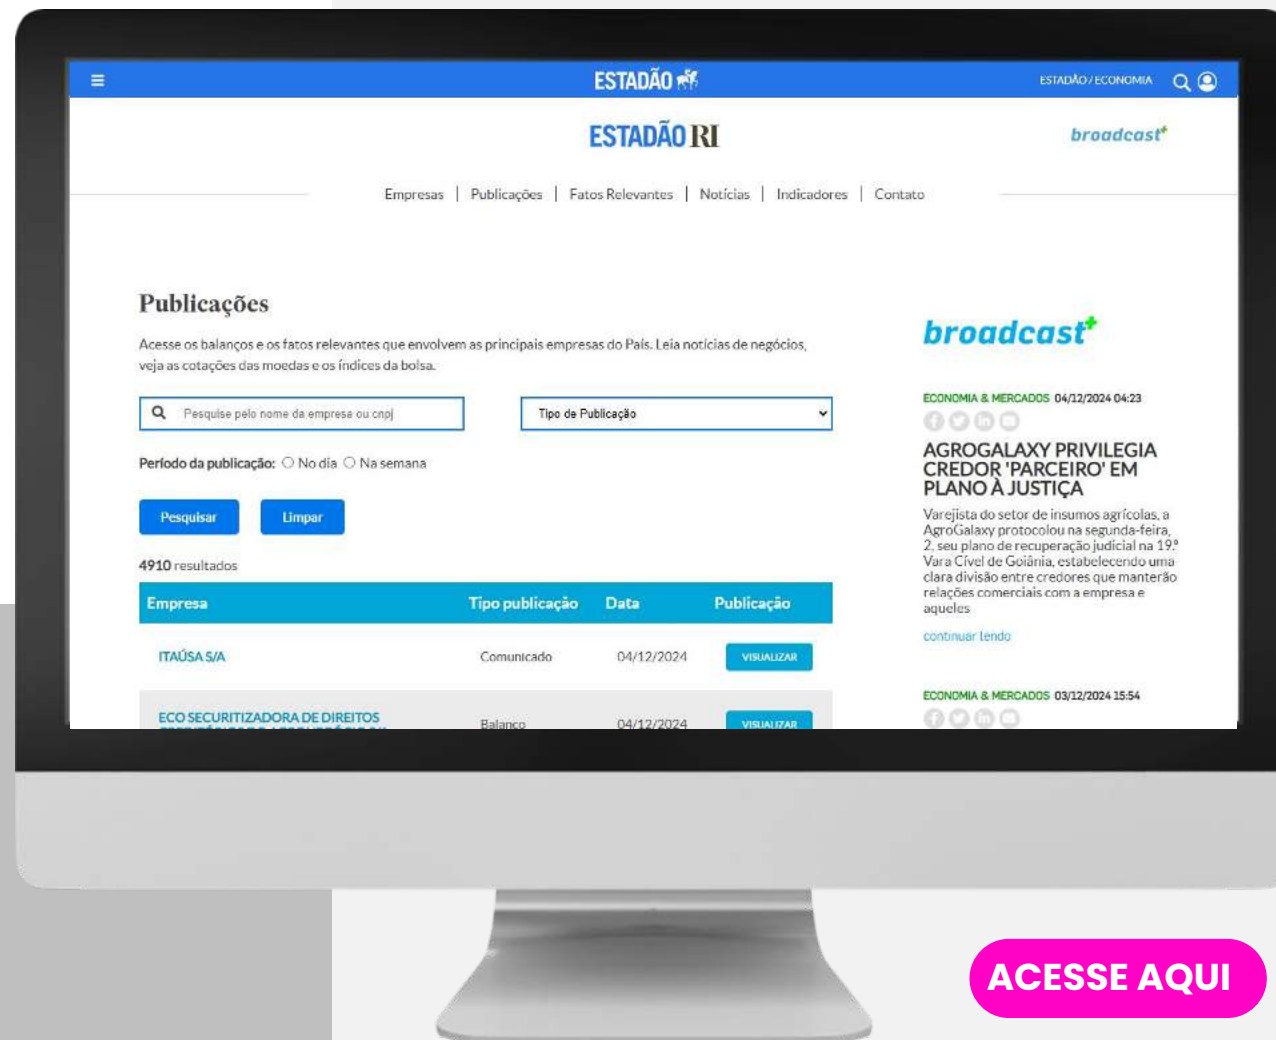 ESTADÃO
ESTADÃO / ECONOMIA
ESTADÃO RI
broadcast+
Empresas | Publicações | Fatos Relevantes | Notícias | Indicadores | Contato
Publicações
Acesse os balanços e os fatos relevantes que envolvem as principais empresas do País. Leia notícias de negócios,
veja as cotações das moedas e os índices da bolsa.
Pesquise pelo nome da empresa ou cnpj
Tipo de Publicação
Período da publicação: No dia Na semana
Pesquisar Limpar
4910 resultados
Empresa Tipo publicação Data Publicação
ITAÚSA S/A Comunicado 04/12/2024 VISUALIZAR
ECO SECURITIZADORA DE DIREITOS
Balanço 04/12/2024 VISUALIZAR
broadcast+
ECONOMIA & MERCADOS 04/12/2024 04:23
AGROGALAXY PRIVILEGIA
CREDOR 'PARCEIRO' EM
PLANO À JUSTIÇA
Varejista do setor de insumos agrícolas, a
AgroGalaxy protocolou na segunda-feira,
2, seu plano de recuperação judicial na 19.ª
Vara Cível de Goiânia, estabelecendo uma
clara divisão entre credores que manterão
relações comerciais com a empresa e
aqueles
continuar lendo
ECONOMIA & MERCADOS 03/12/2024 15:54
ACESSE AQUI